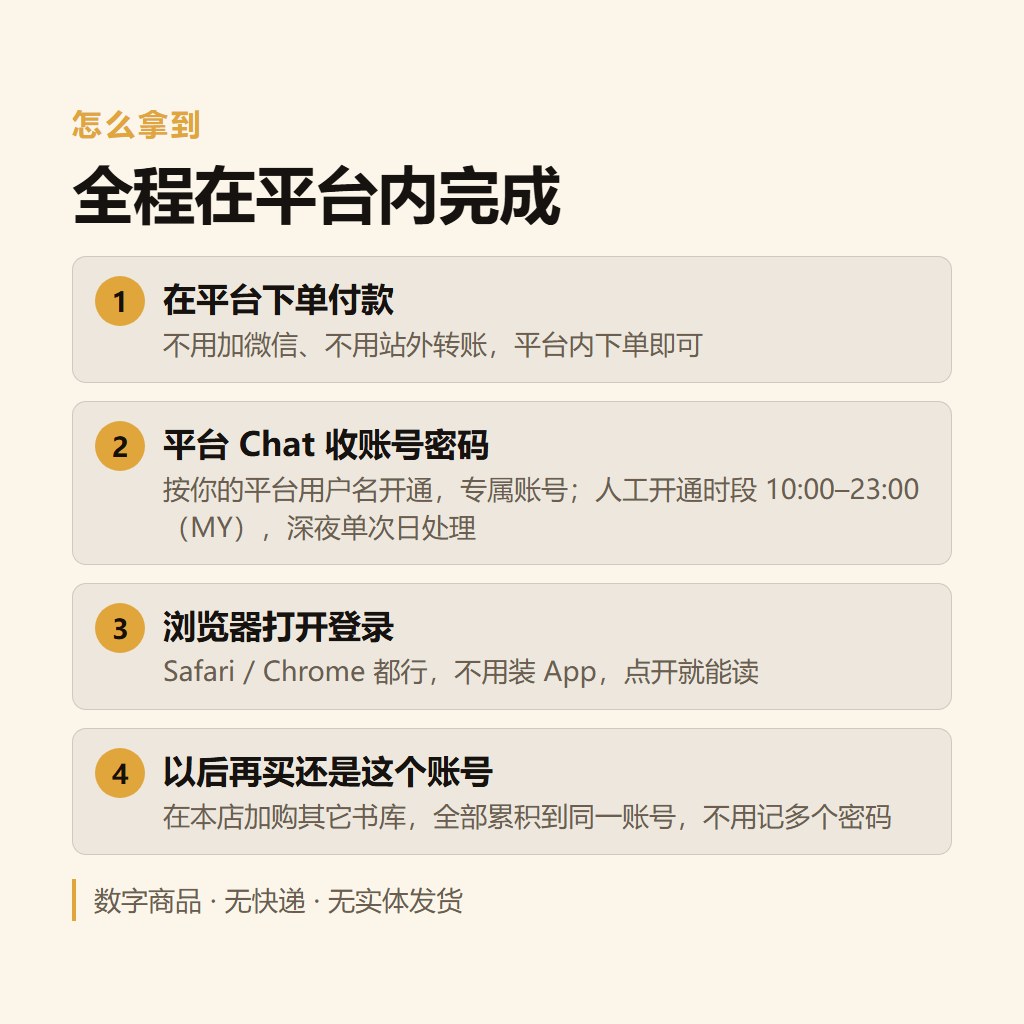 怎么拿到
全程在平台内完成
1 在平台下单付款
不用加微信、不用站外转账，平台内下单即可
2 平台 Chat 收账号密码
按你的平台用户名开通，专属账号；人工开通时段 10:00–23:00
（MY），深夜单次日处理
3 浏览器打开登录
Safari / Chrome 都行，不用装 App，点开就能读
4 以后再买还是这个账号
在本店加购其它书库，全部累积到同一账号，不用记多个密码
数字商品 · 无快递 · 无实体发货